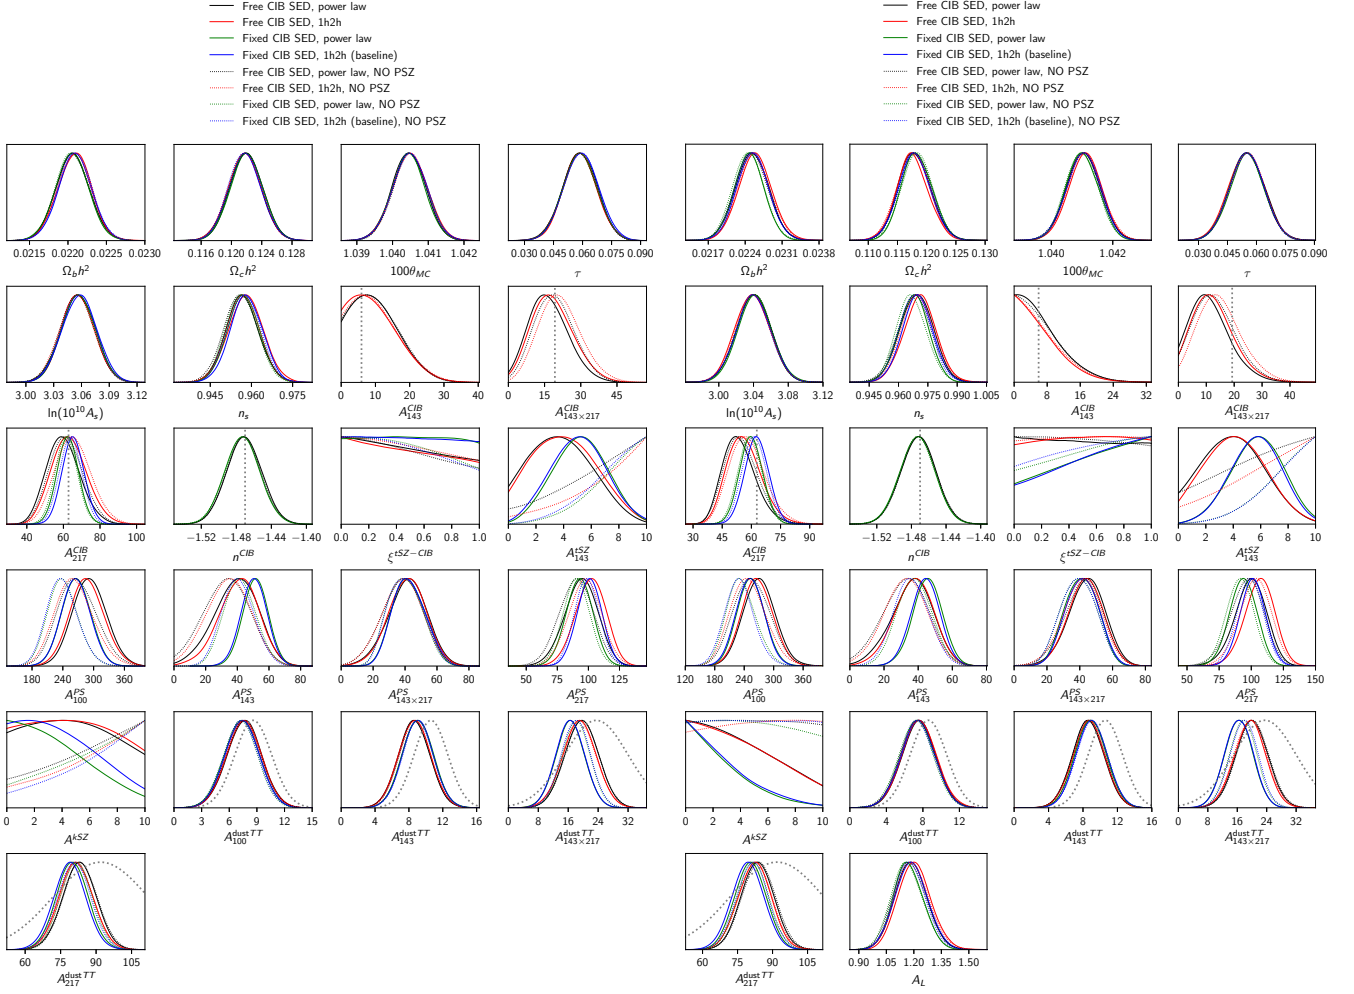 Free CIB SED, power law
Free CIB SED, 1h2h
Fixed CIB SED, power law
Fixed CIB SED, 1h2h (baseline)
Free CIB SED, power law, NO PSZ
Free CIB SED, 1h2h, NO PSZ
Fixed CIB SED, power law, NO PSZ
Fixed CIB SED, 1h2h (baseline), NO PSZ
0.0215 0.0220 0.0225 0.0230
Ω_b h^2
0.116 0.120 0.124 0.128
Ω_c h^2
1.039 1.040 1.041 1.042
100θ_MC
0.030 0.045 0.060 0.075 0.090
τ
3.00 3.03 3.06 3.09 3.12
ln(10^10 A_s)
0.945 0.960 0.975
n_s
0 10 20 30 40
A^CIB_143
0 15 30 45
A^CIB_143×217
40 60 80 100
A^CIB_217
−1.52 −1.48 −1.44 −1.40
n^CIB
0.0 0.2 0.4 0.6 0.8 1.0
ξ^tSZ−CIB
0 2 4 6 8 10
A^tSZ_143
180 240 300 360
A^PS_100
0 20 40 60 80
A^PS_143
0 20 40 60 80
A^PS_143×217
50 75 100 125
A^PS_217
0 2 4 6 8 10
A^kSZ
0 3 6 9 12 15
A^dust TT_100
0 4 8 12 16
A^dust TT_143
0 8 16 24 32
A^dust TT_143×217
60 75 90 105
A^dust TT_217
Free CIB SED, power law
Free CIB SED, 1h2h
Fixed CIB SED, power law
Fixed CIB SED, 1h2h (baseline)
Free CIB SED, power law, NO PSZ
Free CIB SED, 1h2h, NO PSZ
Fixed CIB SED, power law, NO PSZ
Fixed CIB SED, 1h2h (baseline), NO PSZ
0.0217 0.0224 0.0231 0.0238
Ω_b h^2
0.110 0.115 0.120 0.125 0.130
Ω_c h^2
1.040 1.042
100θ_MC
0.030 0.045 0.060 0.075 0.090
τ
3.00 3.04 3.08 3.12
ln(10^10 A_s)
0.945 0.960 0.975 0.990 1.005
n_s
0 8 16 24 32
A^CIB_143
0 10 20 30 40
A^CIB_143×217
30 45 60 75 90
A^CIB_217
−1.52 −1.48 −1.44 −1.40
n^CIB
0.0 0.2 0.4 0.6 0.8 1.0
ξ^tSZ−CIB
0 2 4 6 8 10
A^tSZ_143
120 180 240 300 360
A^PS_100
0 20 40 60 80
A^PS_143
0 20 40 60 80
A^PS_143×217
50 75 100 125 150
A^PS_217
0 2 4 6 8 10
A^kSZ
0 4 8 12
A^dust TT_100
0 4 8 12 16
A^dust TT_143
0 8 16 24 32
A^dust TT_143×217
60 75 90 105
A^dust TT_217
0.90 1.05 1.20 1.35 1.50
A_L